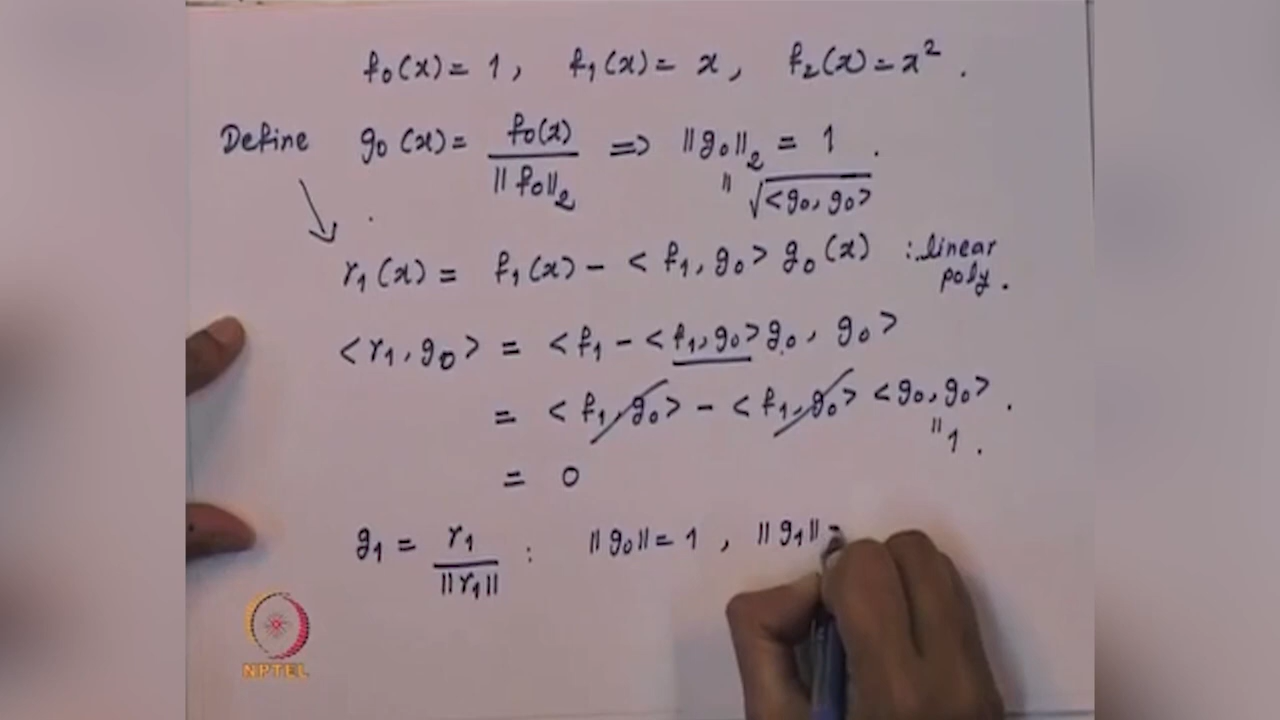 f₀(x) = 1, f₁(x) = x, f₂(x) = x².
Define g₀(x) = f₀(x) / ||f₀||₂ => ||g₀||₂ = 1.
" √<g₀, g₀>
r₁(x) = f₁(x) - <f₁, g₀> g₀(x) : linear poly.
<r₁, g₀> = <f₁ - <f₁, g₀> g₀, g₀>
= <f₁, g₀> - <f₁, g₀> <g₀, g₀>.
" 1.
= 0
g₁ = r₁ / ||r₁|| : ||g₀|| = 1, ||g₁|| =
NPTEL